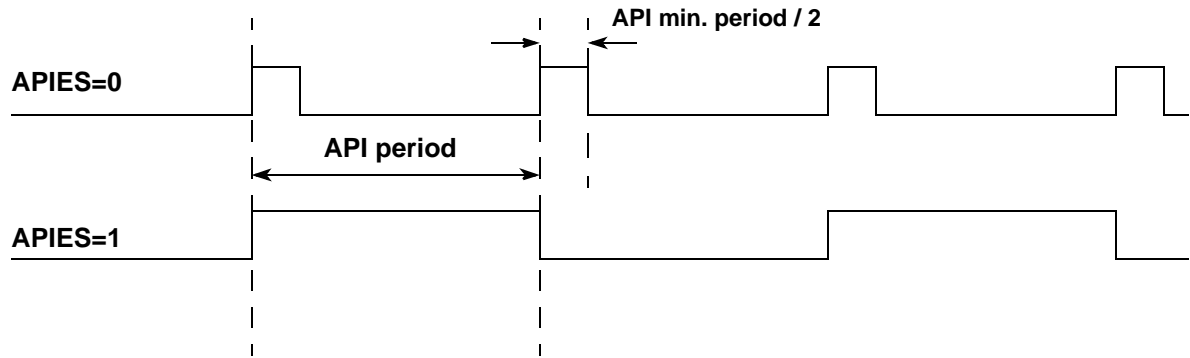 API min. period / 2
APIES=0
API period
APIES=1